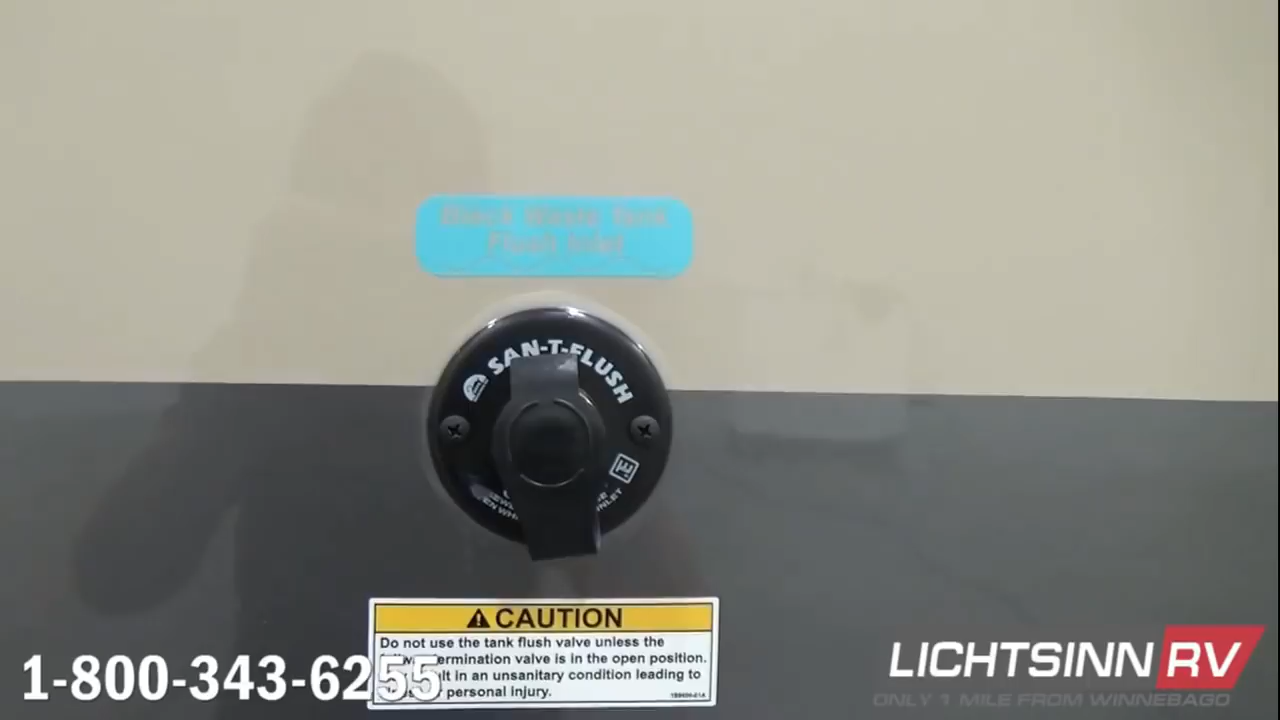 Black Waste Tank
Flush Inlet
SAN-T-FLUSH
CAUTION
Do not use the tank flush valve unless the
termination valve is in the open position.
in an unsanitary condition leading to
personal injury.
1-800-343-6255
LICHTSINN RV
ONLY 1 MILE FROM WINNEBAGO